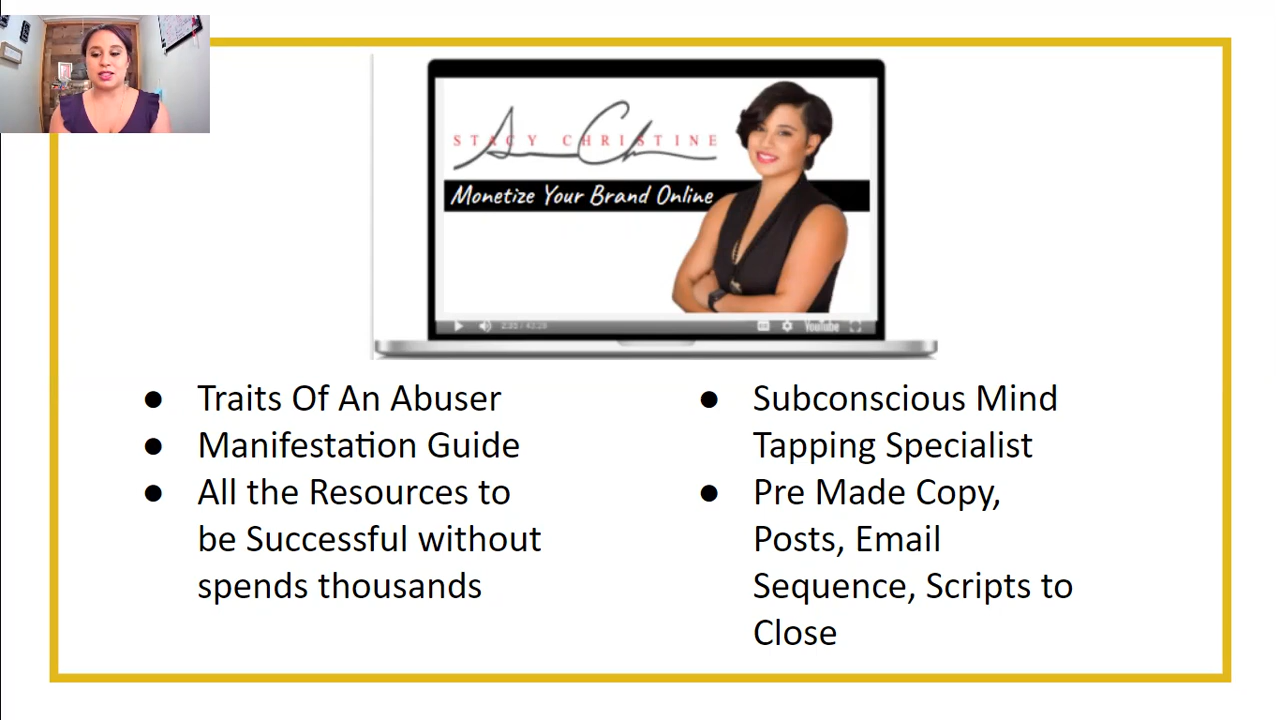 STACY CHRISTINE
Monetize Your Brand Online
YouTube
● Traits Of An Abuser
● Manifestation Guide
● All the Resources to
be Successful without
spends thousands
● Subconscious Mind
Tapping Specialist
● Pre Made Copy,
Posts, Email
Sequence, Scripts to
Close